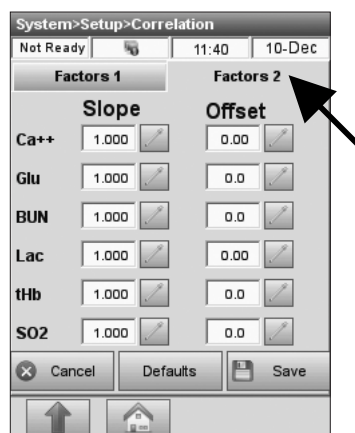 System>Setup>Correlation
Not Ready 11:40 10-Dec
Factors 1 Factors 2
Slope Offset
Ca++ 1.000 0.00
Glu 1.000 0.0
BUN 1.000 0.0
Lac 1.000 0.00
tHb 1.000 0.0
SO2 1.000 0.0
Cancel Defaults Save